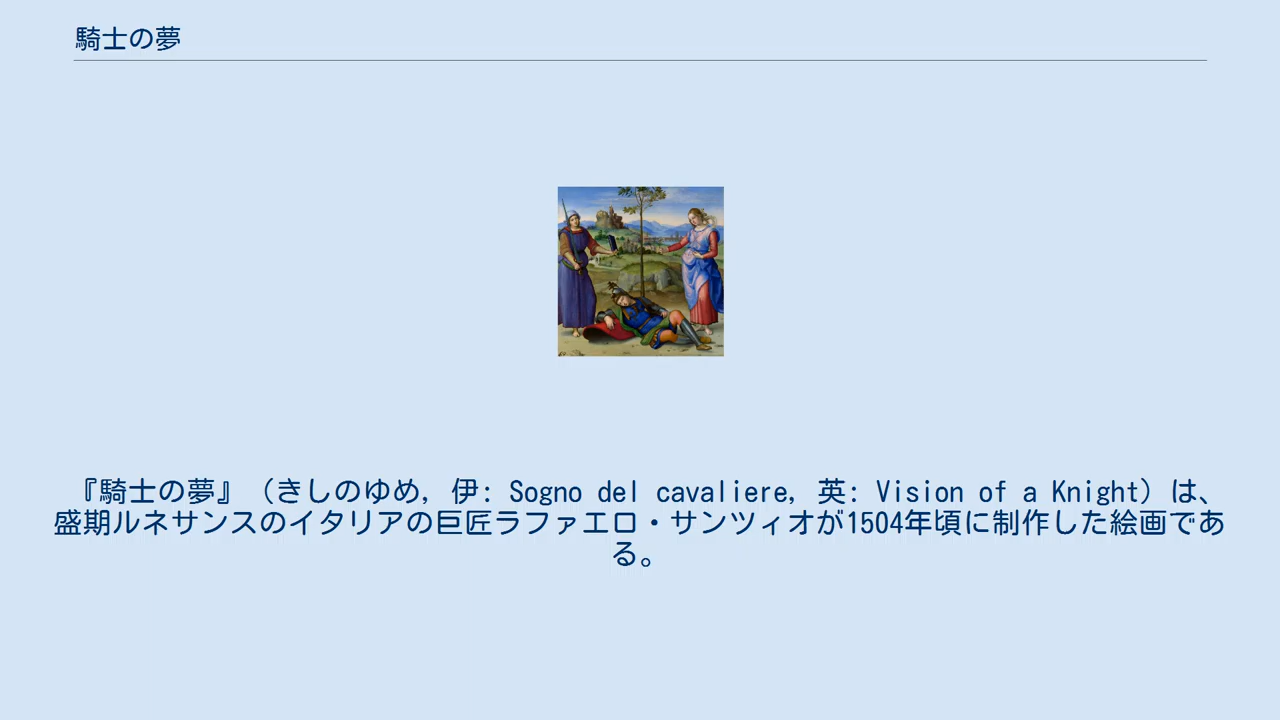 騎士の夢
『騎士の夢』（きしのゆめ, 伊: Sogno del cavaliere, 英: Vision of a Knight）は、
盛期ルネサンスのイタリアの巨匠ラファエロ・サンツィオが1504年頃に制作した絵画であ
る。